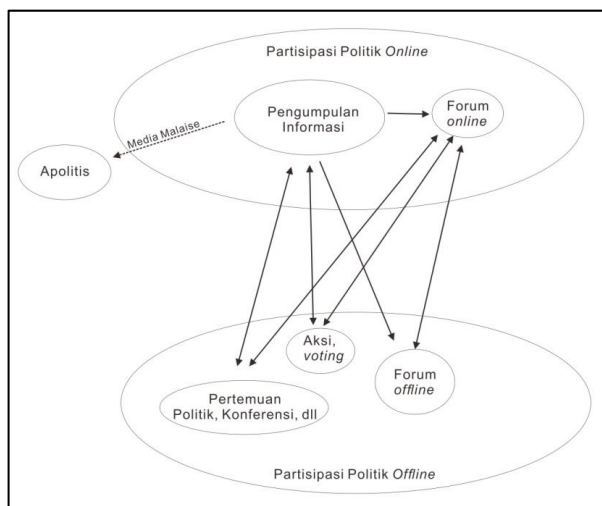 Partisipasi Politik Online
Pengumpulan
Informasi
Forum
online
Media Malaise
Apolitis
Aksi,
voting
Forum
offline
Pertemuan
Politik, Konferensi, dll
Partisipasi Politik Offline